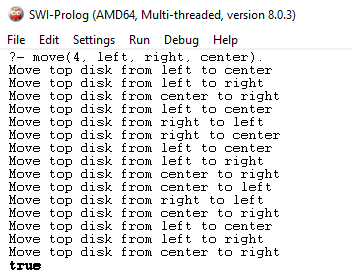 SWI-Prolog (AMD64, Multi-threaded, version 8.0.3)
File Edit Settings Run Debug Help
?- move(4, left, right, center).
Move top disk from left to center
Move top disk from left to right
Move top disk from center to right
Move top disk from left to center
Move top disk from right to left
Move top disk from right to center
Move top disk from left to center
Move top disk from left to right
Move top disk from center to right
Move top disk from center to left
Move top disk from right to left
Move top disk from center to right
Move top disk from left to center
Move top disk from left to right
Move top disk from center to right
true